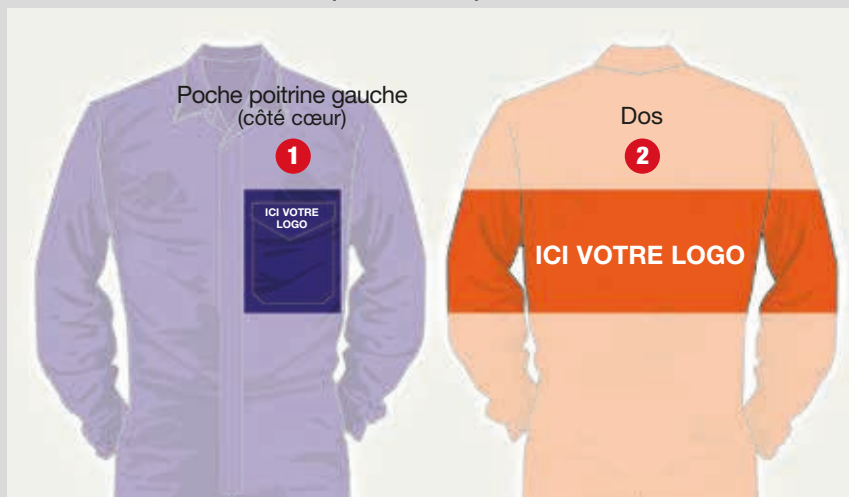 Poche poitrine gauche
(côté cœur)
1
ICI VOTRE
LOGO
Dos
2
ICI VOTRE LOGO